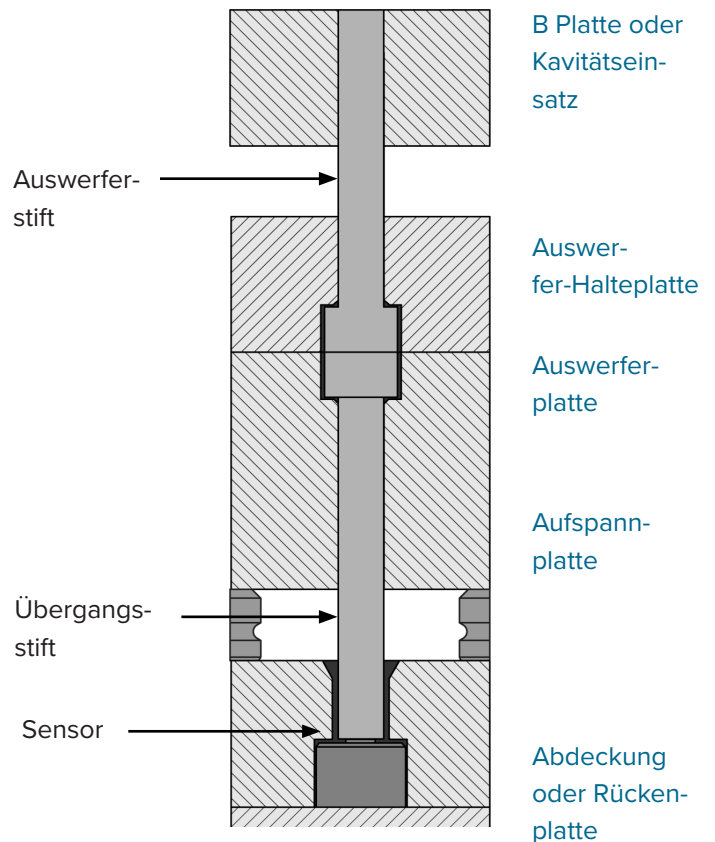 B Platte oder
Kavitätsein-
satz
Auswerfer-
stift
Auswer-
fer-Halteplatte
Auswerfer-
platte
Aufspann-
platte
Übergangs-
stift
Sensor
Abdeckung
oder Rücken-
platte